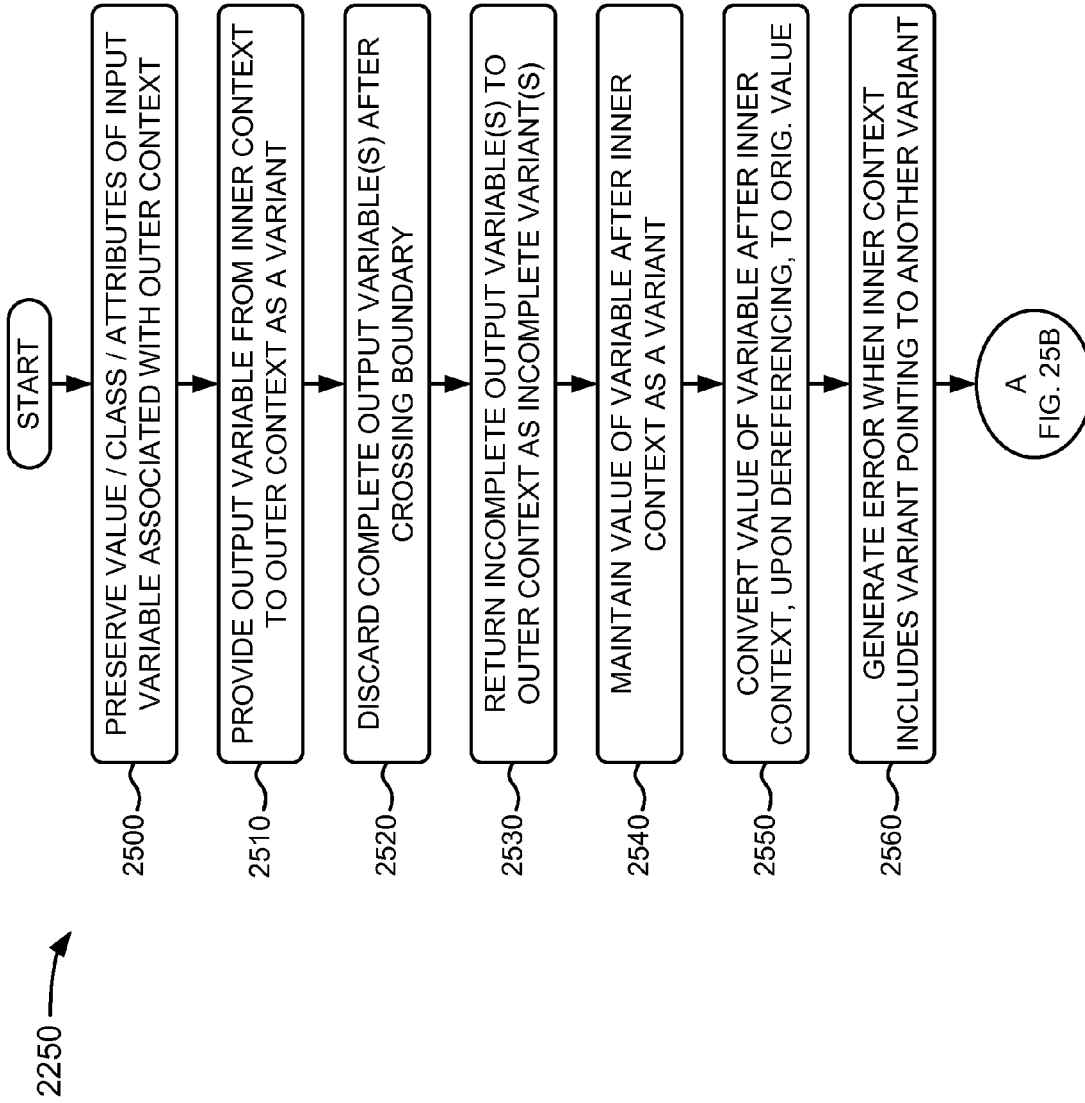 2250
START
2500
PRESERVE VALUE / CLASS / ATTRIBUTES OF INPUT
VARIABLE ASSOCIATED WITH OUTER CONTEXT
2510
PROVIDE OUTPUT VARIABLE FROM INNER CONTEXT
TO OUTER CONTEXT AS A VARIANT
2520
DISCARD COMPLETE OUTPUT VARIABLE(S) AFTER
CROSSING BOUNDARY
2530
RETURN INCOMPLETE OUTPUT VARIABLE(S) TO
OUTER CONTEXT AS INCOMPLETE VARIANT(S)
2540
MAINTAIN VALUE OF VARIABLE AFTER INNER
CONTEXT AS A VARIANT
2550
CONVERT VALUE OF VARIABLE AFTER INNER
CONTEXT, UPON DEREFERENCING, TO ORIG. VALUE
2560
GENERATE ERROR WHEN INNER CONTEXT
INCLUDES VARIANT POINTING TO ANOTHER VARIANT
A
FIG. 25B